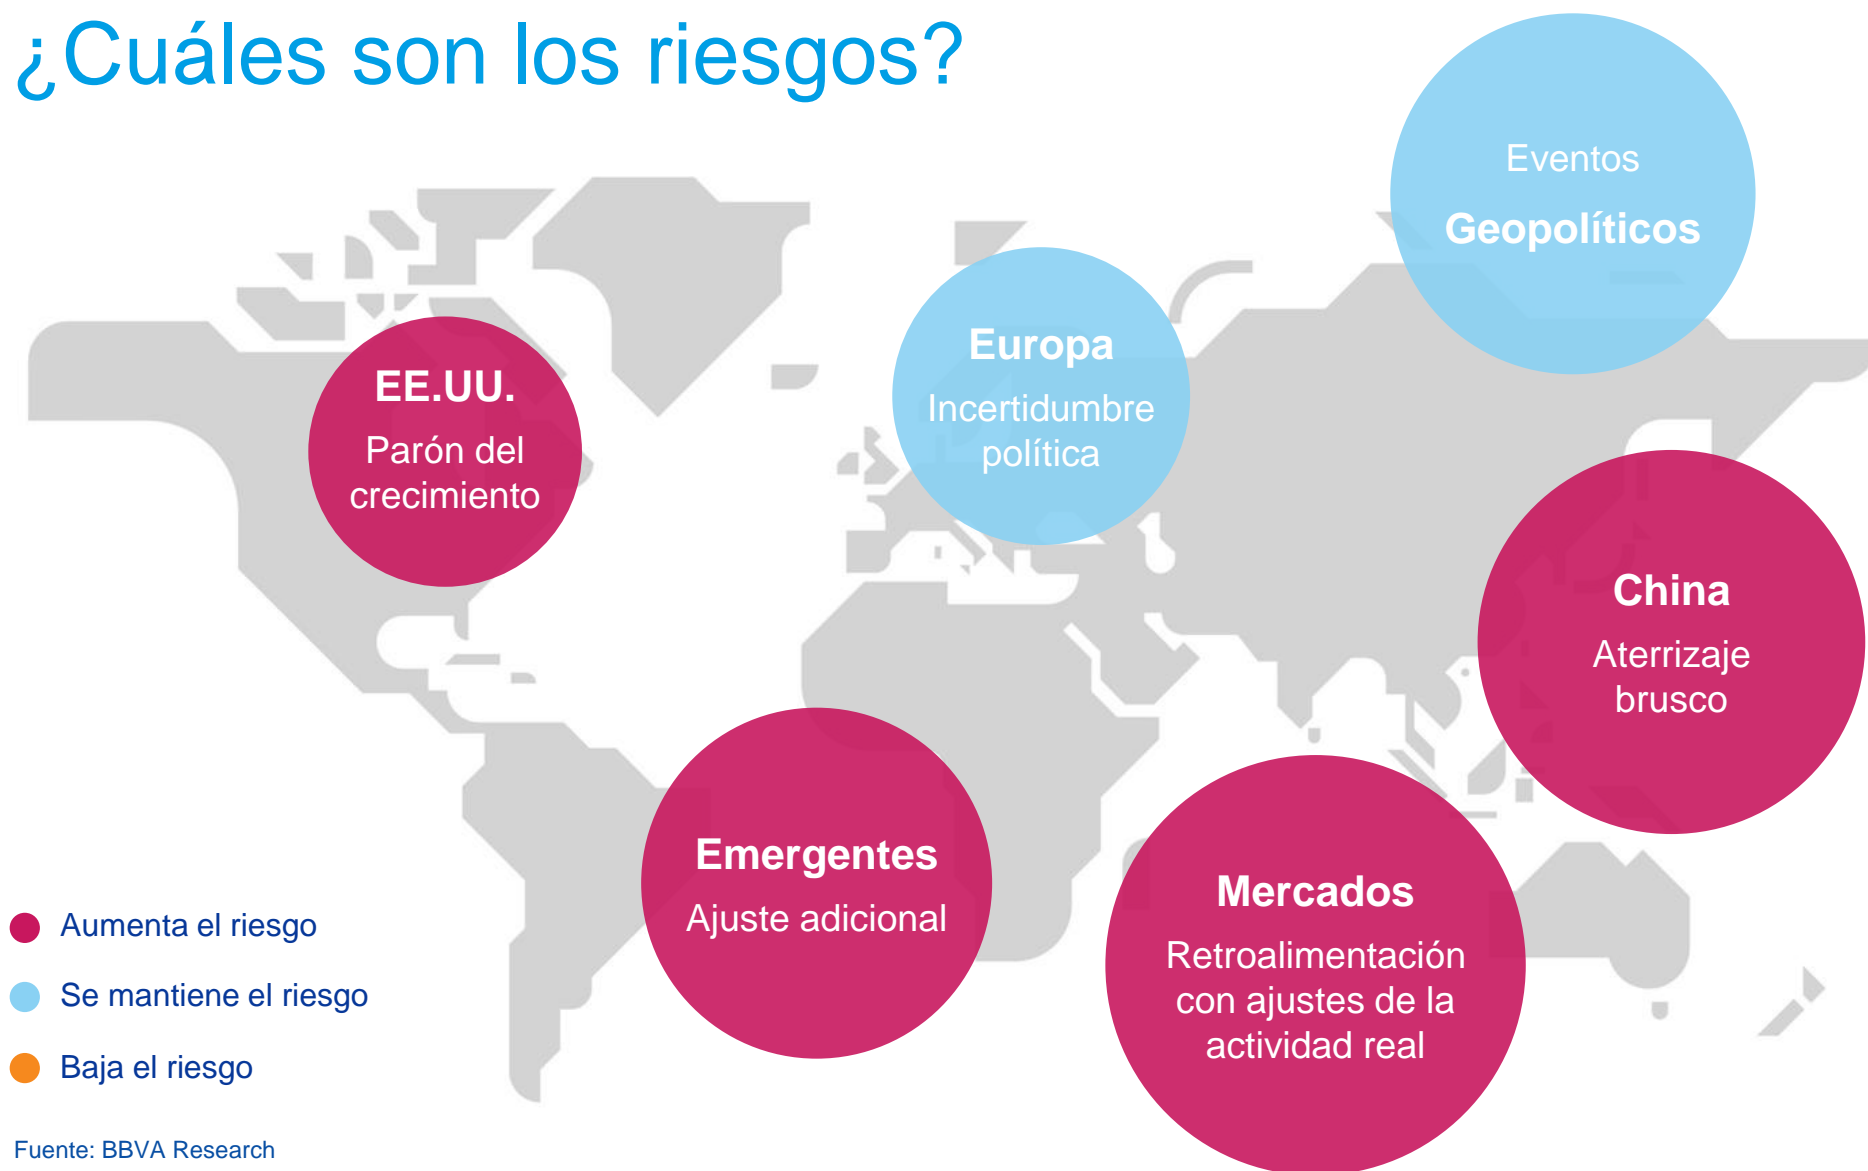 ¿Cuáles son los riesgos?
Eventos
Geopolíticos
Europa
Incertidumbre
política
EE.UU.
Parón del
crecimiento
China
Aterrizaje
brusco
Emergentes
Ajuste adicional
Mercados
Retroalimentación
con ajustes de la
actividad real
Aumenta el riesgo
Se mantiene el riesgo
Baja el riesgo
Fuente: BBVA Research